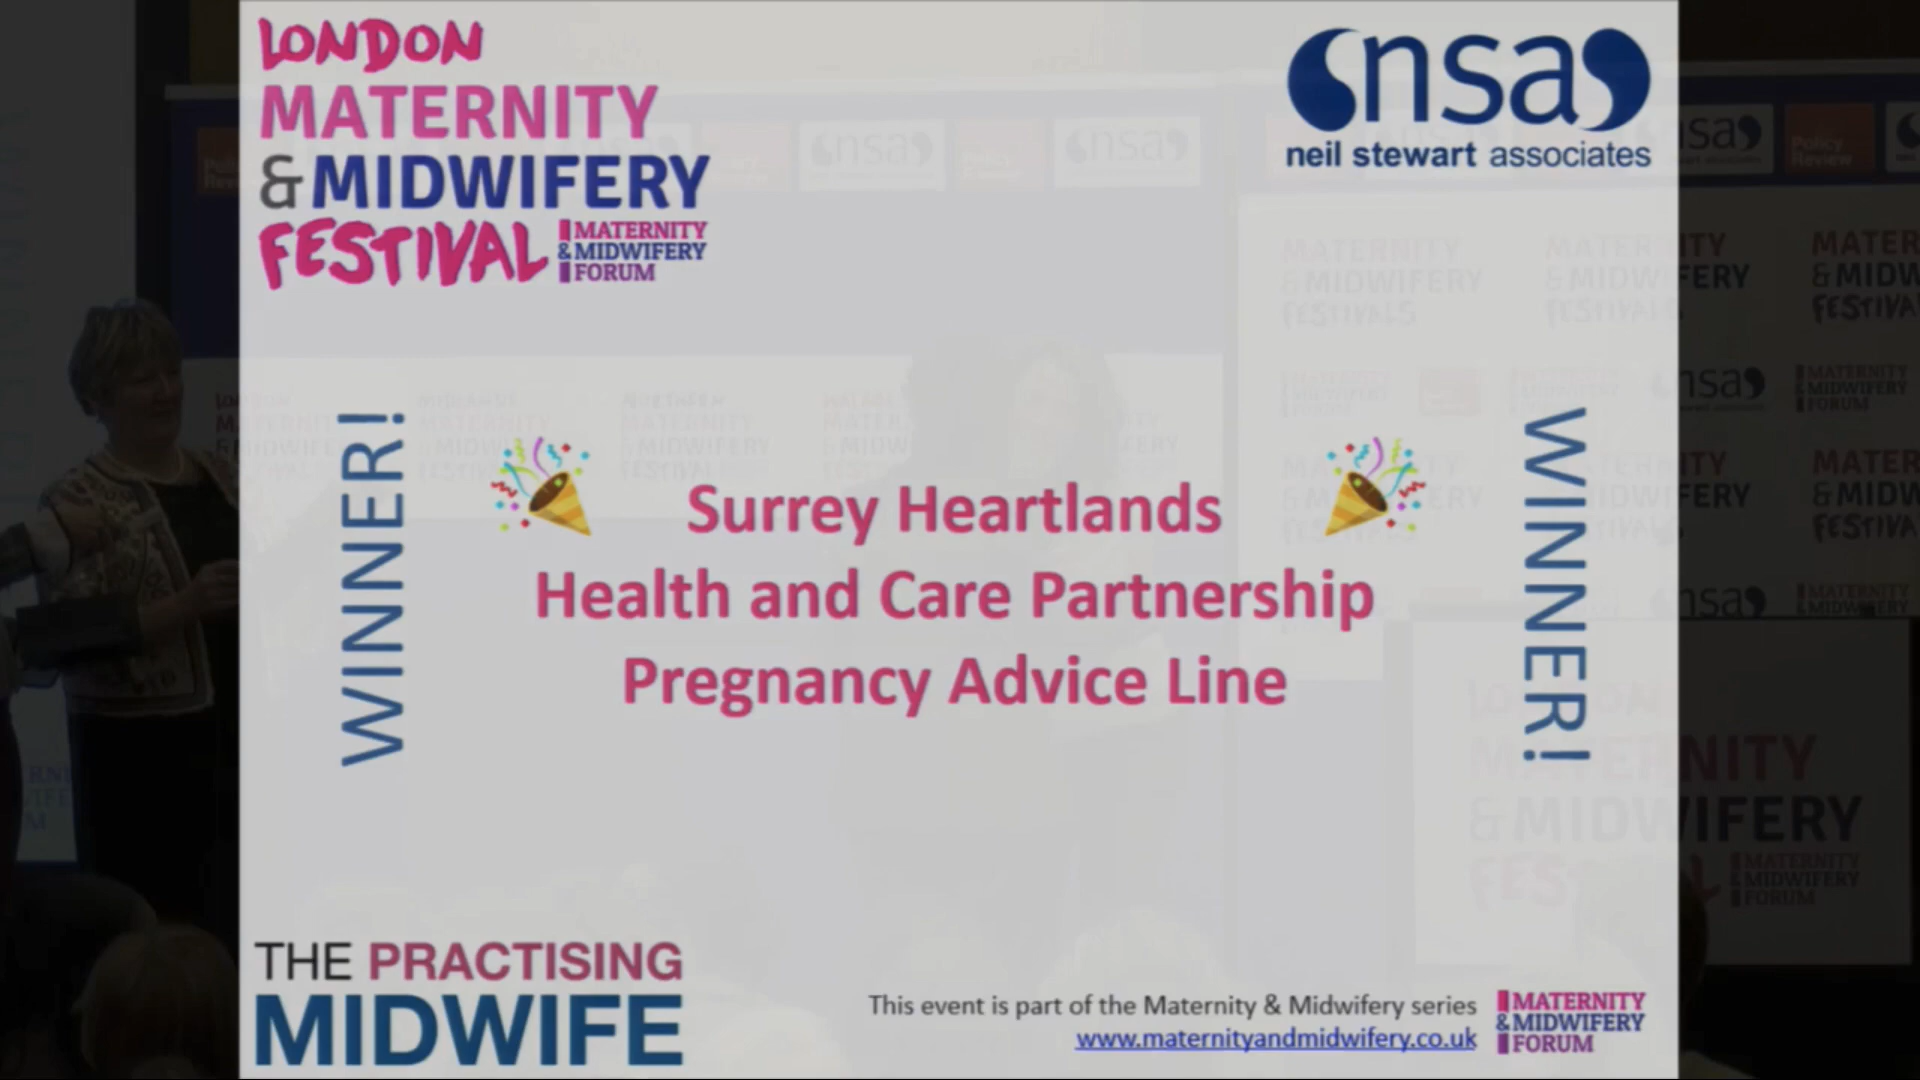 LONDON
MATERNITY
& MIDWIFERY
FESTIVAL
MATERNITY
& MIDWIFERY
FORUM
nsa
neil stewart associates
WINNER!
Surrey Heartlands
Health and Care Partnership
Pregnancy Advice Line
WINNER!
THE PRACTISING
MIDWIFE
This event is part of the Maternity & Midwifery series
www.maternityandmidwifery.co.uk
MATERNITY
& MIDWIFERY
FORUM